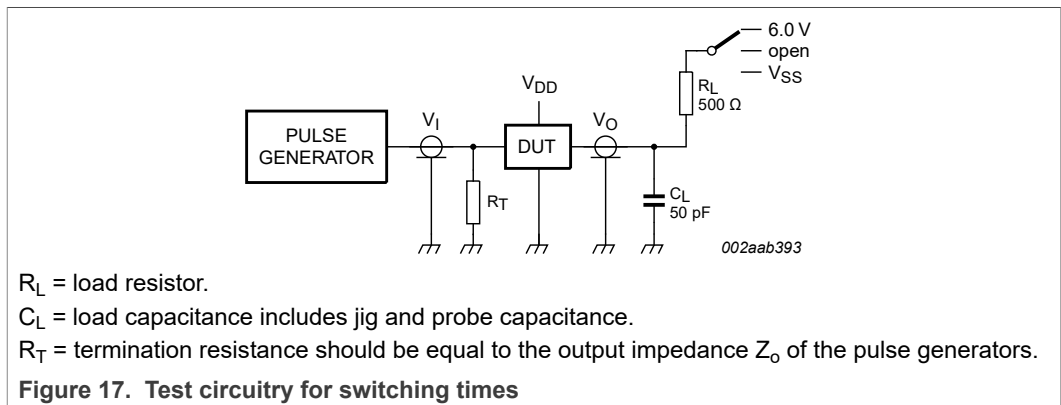 6.0 V
open
VSS
RL
500 Ω
VDD
VI
VO
PULSE
GENERATOR
DUT
RT
CL
50 pF
002aab393
RL = load resistor.
CL = load capacitance includes jig and probe capacitance.
RT = termination resistance should be equal to the output impedance Zo of the pulse generators.
Figure 17. Test circuitry for switching times